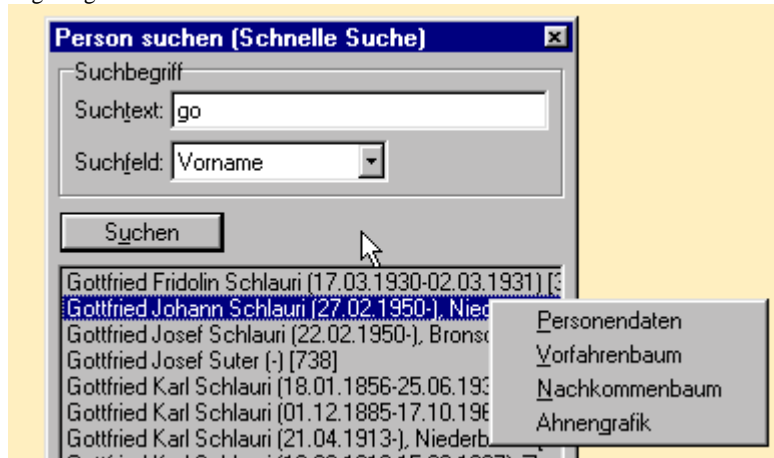 Person suchen (Schnelle Suche)
Suchbegriff
Suchtext: go
Suchfeld: Vorname
Suchen
Gottfried Fridolin Schlauri (17.03.1930-02.03.1931) [3
Gottfried Johann Schlauri (27.02.1950-), Nied
Gottfried Josef Schlauri (22.02.1950-), Bronsc
Gottfried Josef Suter (-) [738]
Gottfried Karl Schlauri (18.01.1856-25.06.193
Gottfried Karl Schlauri (01.12.1885-17.10.196
Gottfried Karl Schlauri (21.04.1913-), Niederb
Personendaten
Vorfahrenbaum
Nachkommenbaum
Ahnengrafik